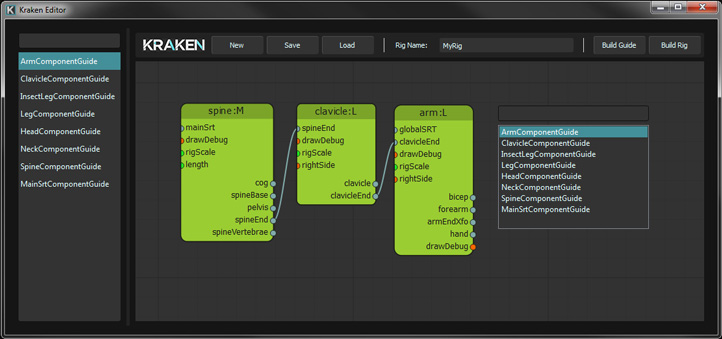 Kraken Editor
KRAKEN New Save Load Rig Name: MyRig Build Guide Build Rig
ArmComponentGuide
ClavicleComponentGuide
InsectLegComponentGuide
LegComponentGuide
HeadComponentGuide
NeckComponentGuide
SpineComponentGuide
MainSrtComponentGuide
spine:M
mainSrt
drawDebug
rigScale
length
cog
spineBase
pelvis
spineEnd
spineVertebrae
clavicle:L
spineEnd
drawDebug
rigScale
rightSide
clavicle
clavicleEnd
arm:L
globalSRT
clavicleEnd
drawDebug
rigScale
rightSide
bicep
forearm
armEndXfo
hand
drawDebug
ArmComponentGuide
ClavicleComponentGuide
InsectLegComponentGuide
LegComponentGuide
HeadComponentGuide
NeckComponentGuide
SpineComponentGuide
MainSrtComponentGuide